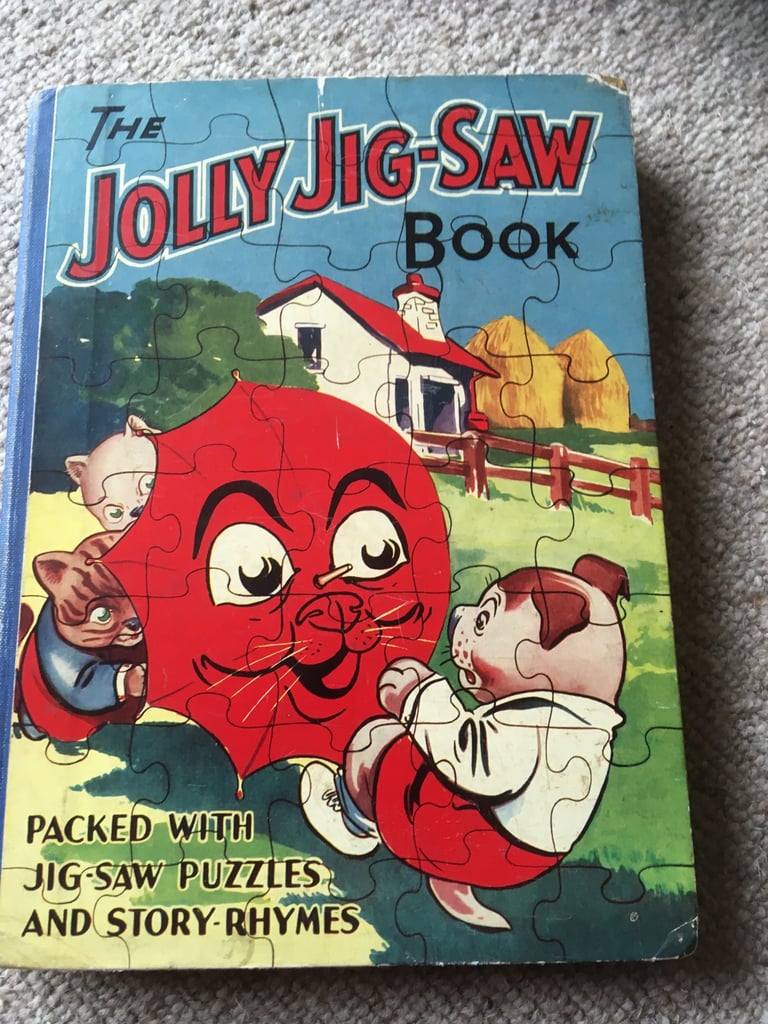 THE
JOLLY JIG-SAW
BOOK
PACKED WITH
JIG-SAW PUZZLES
AND STORY-RHYMES